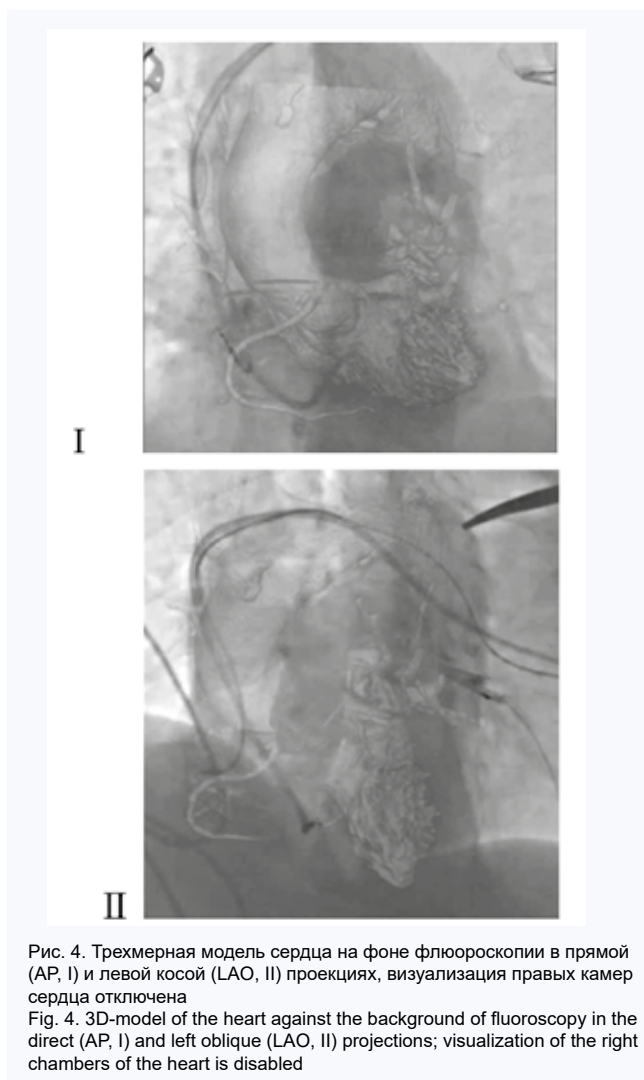 I
II
Рис. 4. Трехмерная модель сердца на фоне флюороскопии в прямой
(AP, I) и левой косой (LAO, II) проекциях, визуализация правых камер
сердца отключена
Fig. 4. 3D-model of the heart against the background of fluoroscopy in the
direct (AP, I) and left oblique (LAO, II) projections; visualization of the right
chambers of the heart is disabled